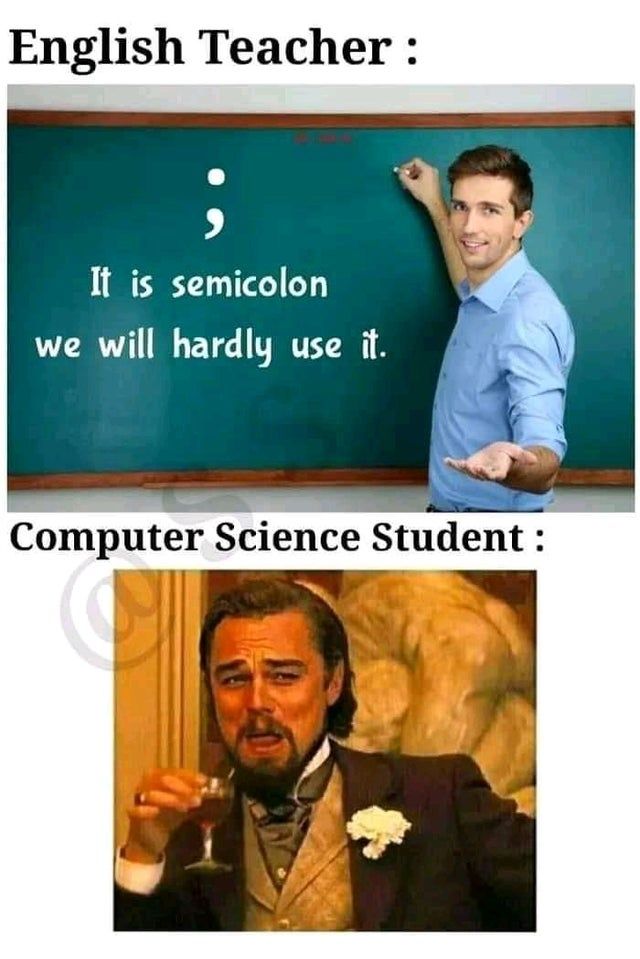 English Teacher :
;
It is semicolon
we will hardly use it.
Computer Science Student :